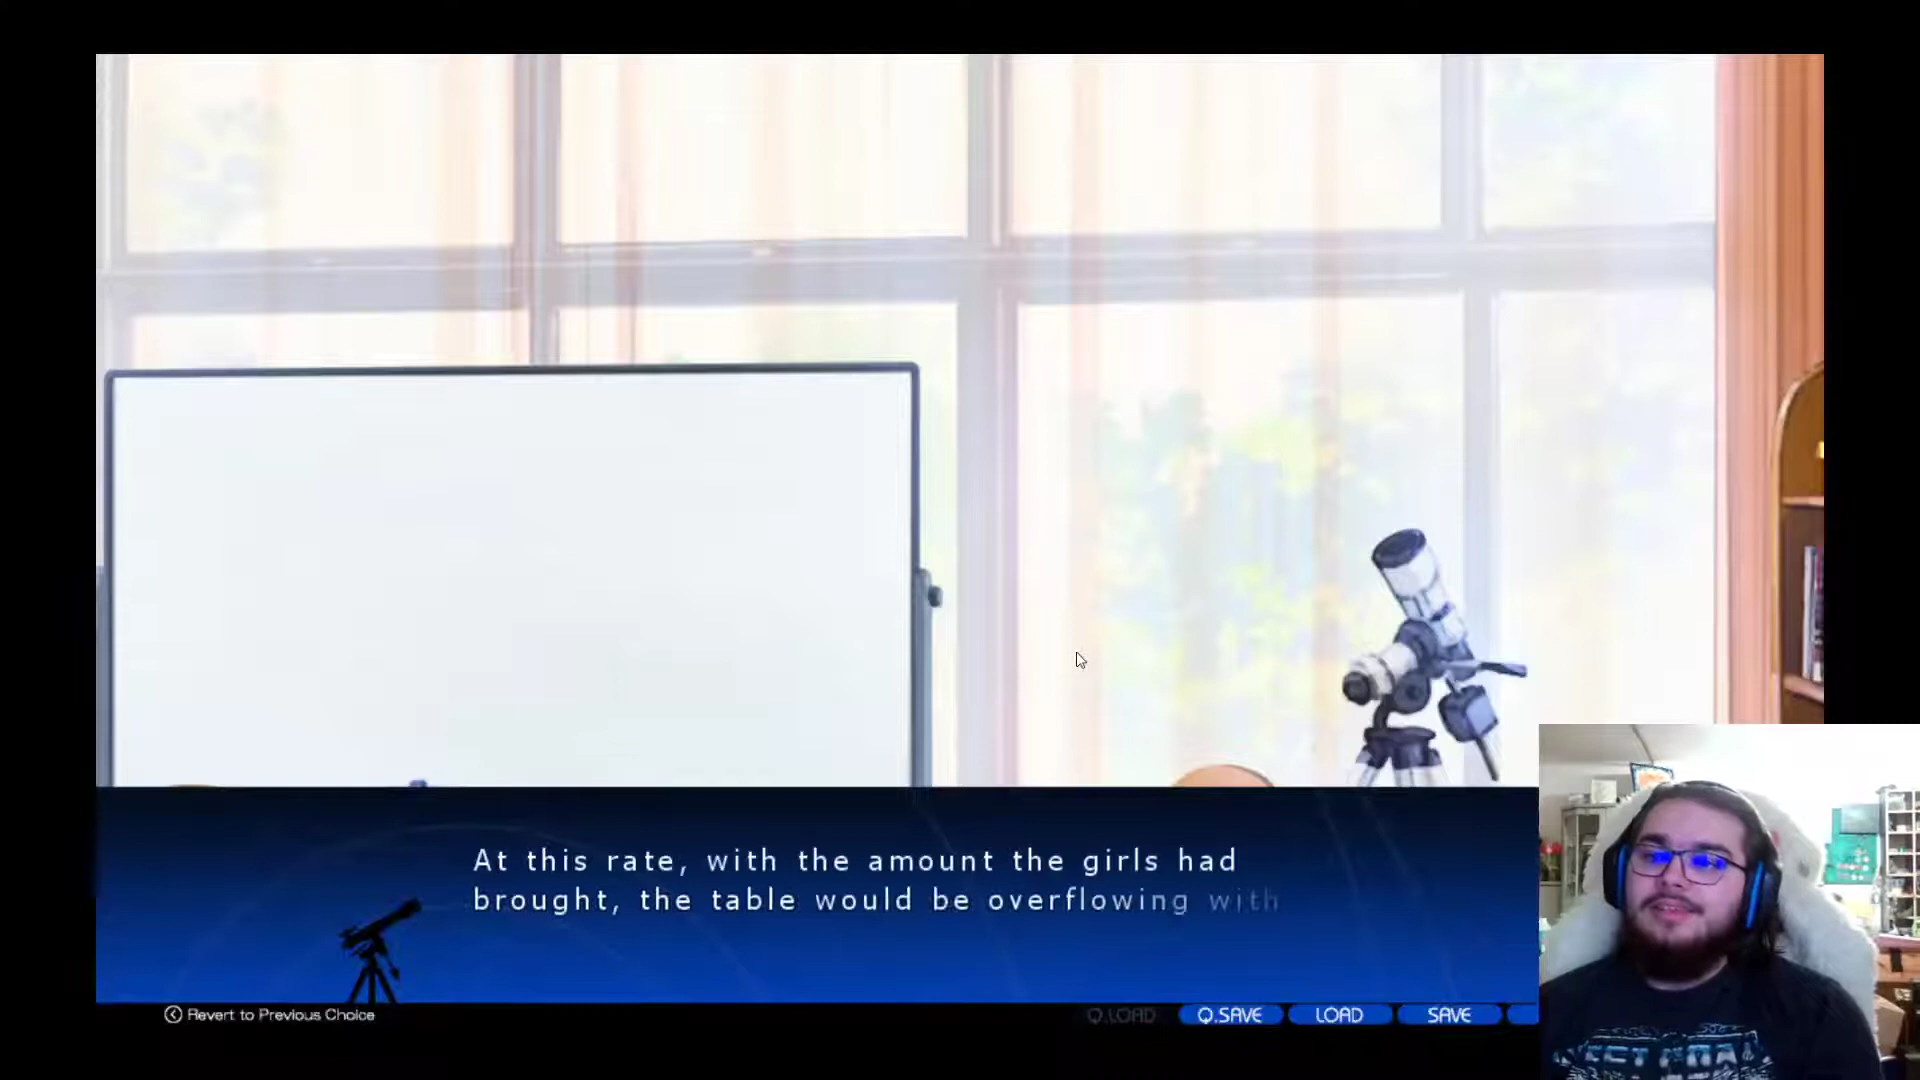 At this rate, with the amount the girls had
brought, the table would be overflowing with
Revert to Previous Choice
Q.LOAD
Q.SAVE
LOAD
SAVE